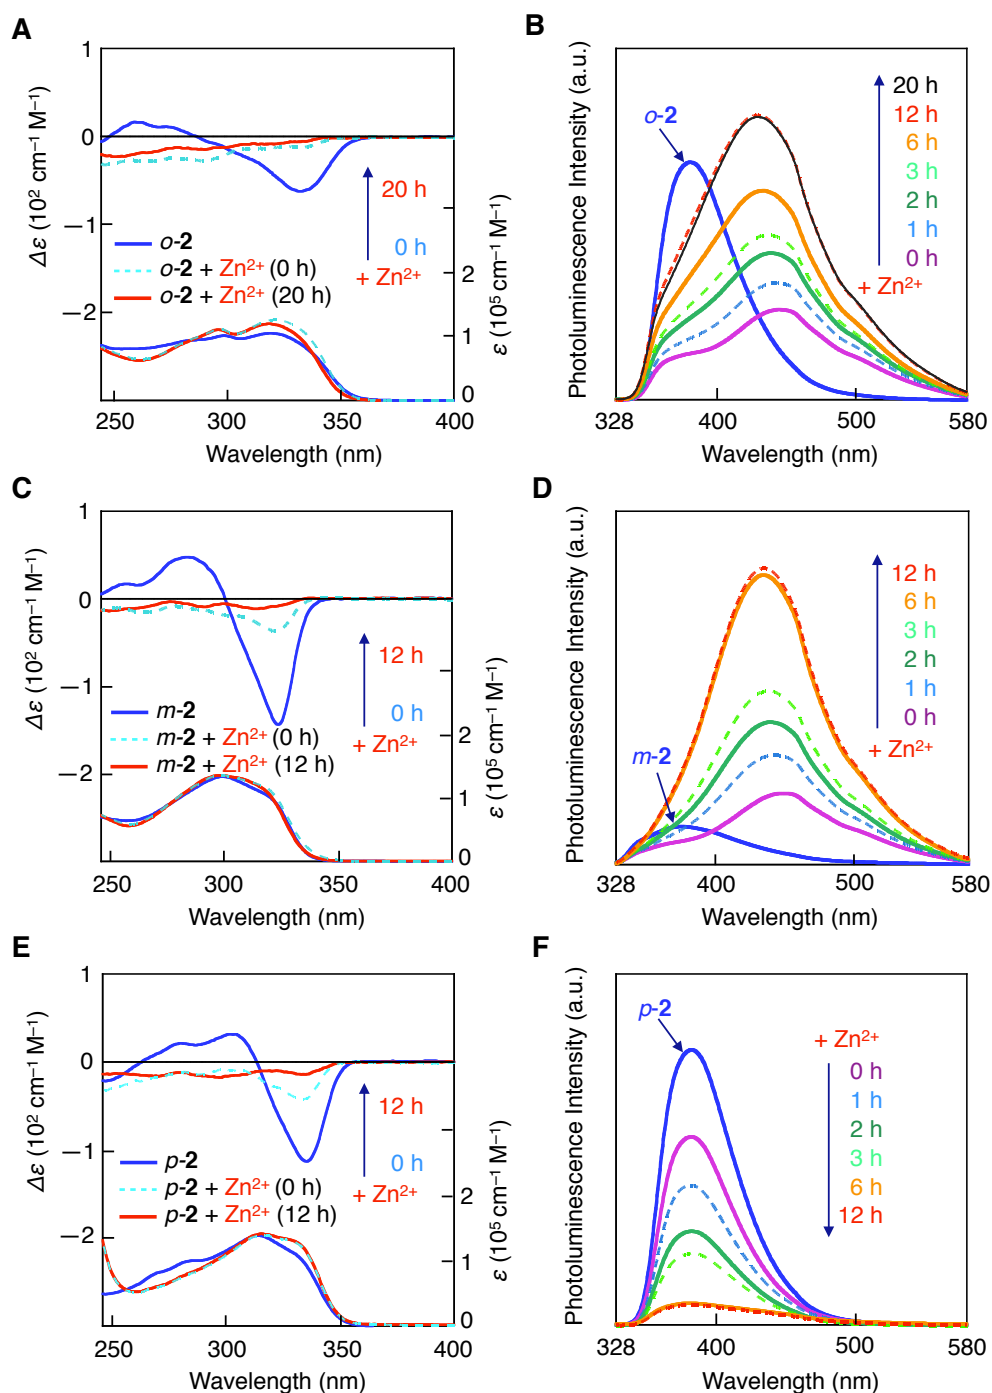 A
1
0
−1
−2
Δε (10² cm⁻¹ M⁻¹)
20 h
0 h
+ Zn²⁺
o-2
o-2 + Zn²⁺ (0 h)
o-2 + Zn²⁺ (20 h)
2
1
0
ε (10⁵ cm⁻¹ M⁻¹)
250 300 350 400
Wavelength (nm)
B
Photoluminescence Intensity (a.u.)
o-2
20 h
12 h
6 h
3 h
2 h
1 h
0 h
+ Zn²⁺
328 400 500 580
Wavelength (nm)
C
1
0
−1
−2
Δε (10² cm⁻¹ M⁻¹)
12 h
0 h
+ Zn²⁺
m-2
m-2 + Zn²⁺ (0 h)
m-2 + Zn²⁺ (12 h)
2
1
0
ε (10⁵ cm⁻¹ M⁻¹)
250 300 350 400
Wavelength (nm)
D
Photoluminescence Intensity (a.u.)
12 h
6 h
3 h
2 h
1 h
0 h
+ Zn²⁺
m-2
328 400 500 580
Wavelength (nm)
E
1
0
−1
−2
Δε (10² cm⁻¹ M⁻¹)
12 h
0 h
+ Zn²⁺
p-2
p-2 + Zn²⁺ (0 h)
p-2 + Zn²⁺ (12 h)
2
1
0
ε (10⁵ cm⁻¹ M⁻¹)
250 300 350 400
Wavelength (nm)
F
Photoluminescence Intensity (a.u.)
p-2
+ Zn²⁺
0 h
1 h
2 h
3 h
6 h
12 h
328 400 500 580
Wavelength (nm)